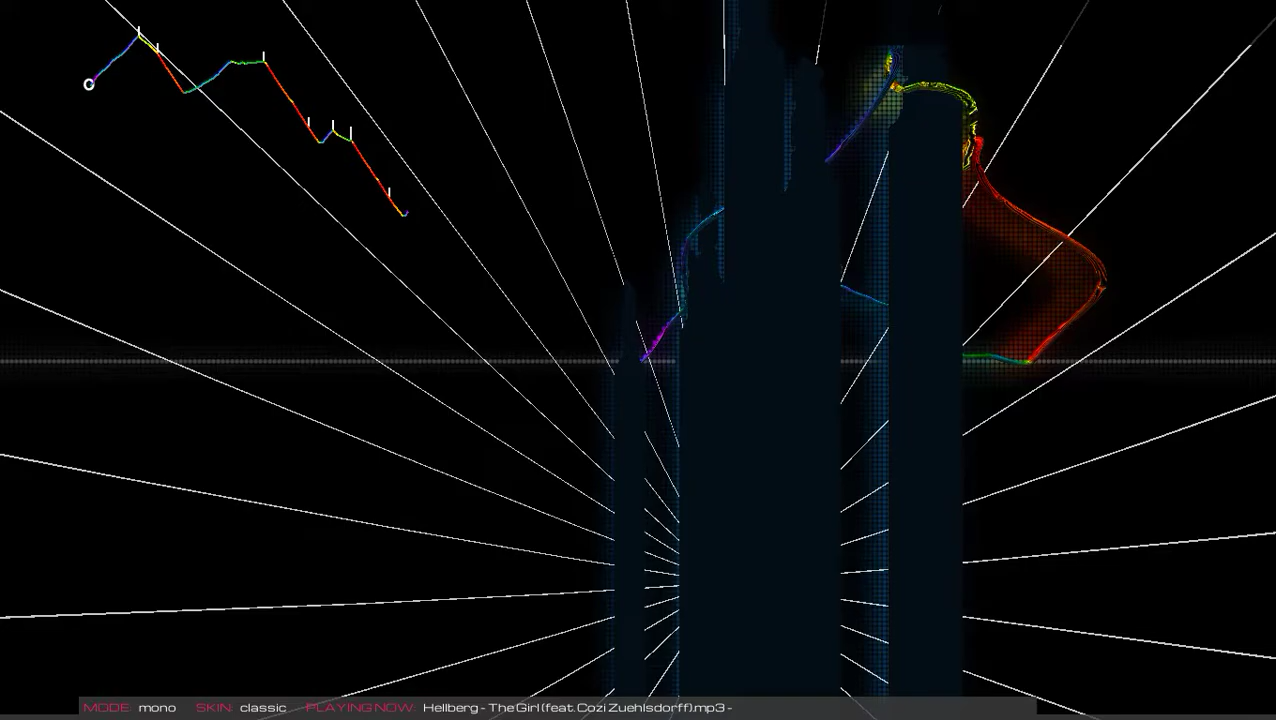 MODE: mono SKIN: classic PLAYING NOW: Hellberg - The Girl (feat. Cozi Zuehlsdorff).mp3 -